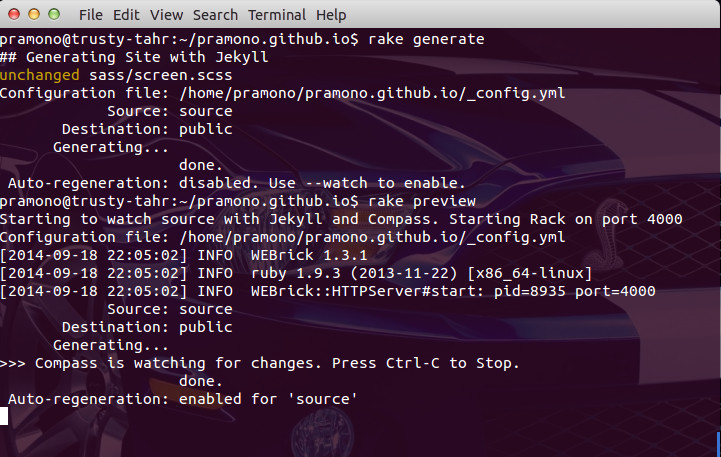 File Edit View Search Terminal Help
pramono@trusty-tahr:~/pramono.github.io$ rake generate
## Generating Site with Jekyll
unchanged sass/screen.scss
Configuration file: /home/pramono/pramono.github.io/_config.yml
Source: source
Destination: public
Generating...
done.
Auto-regeneration: disabled. Use --watch to enable.
pramono@trusty-tahr:~/pramono.github.io$ rake preview
Starting to watch source with Jekyll and Compass. Starting Rack on port 4000
Configuration file: /home/pramono/pramono.github.io/_config.yml
[2014-09-18 22:05:02] INFO  WEBrick 1.3.1
[2014-09-18 22:05:02] INFO  ruby 1.9.3 (2013-11-22) [x86_64-linux]
[2014-09-18 22:05:02] INFO  WEBrick::HTTPServer#start: pid=8935 port=4000
Source: source
Destination: public
Generating...
>>> Compass is watching for changes. Press Ctrl-C to Stop.
done.
Auto-regeneration: enabled for 'source'